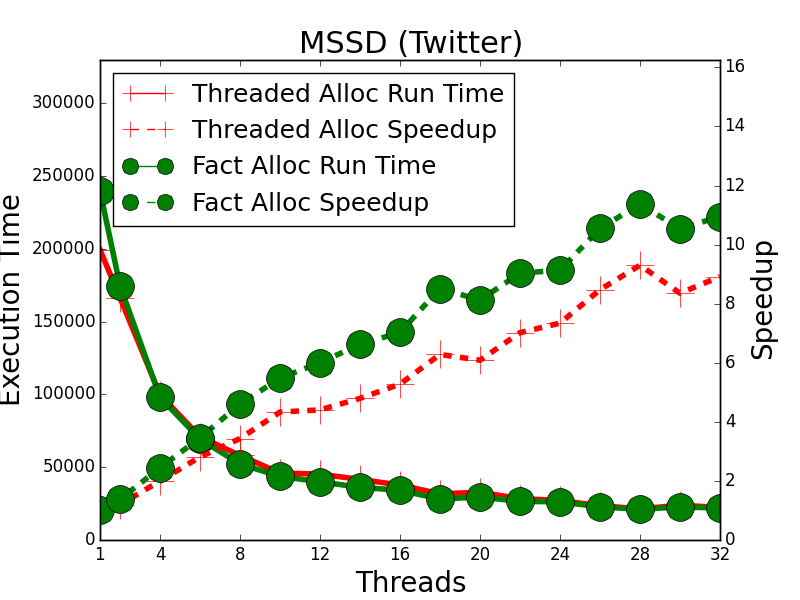 MSSD (Twitter)
Threaded Alloc Run Time
Threaded Alloc Speedup
Fact Alloc Run Time
Fact Alloc Speedup
Execution Time
300000
250000
200000
150000
100000
50000
0
16
14
12
10
8
6
4
2
0
Speedup
1 4 8 12 16 20 24 28 32
Threads